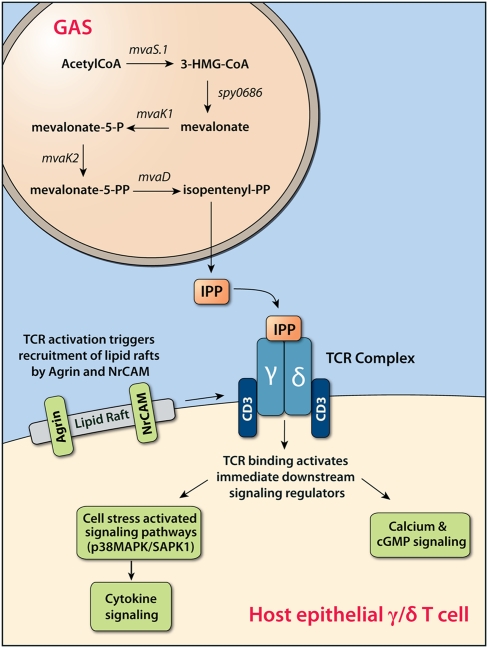 GAS
mvaS.1
AcetylCoA
3-HMG-CoA
spy0686
mvaK1
mevalonate-5-P
mevalonate
mvaK2
mvaD
mevalonate-5-PP
isopentenyl-PP
IPP
IPP
TCR activation triggers
recruitment of lipid rafts
by Agrin and NrCAM
TCR Complex
γ
δ
CD3
CD3
Agrin
Lipid Raft
NrCAM
TCR binding activates
immediate downstream
signaling regulators
Cell stress activated
signaling pathways
(p38MAPK/SAPK1)
Calcium &
cGMP signaling
Cytokine
signaling
Host epithelial γ/δ T cell